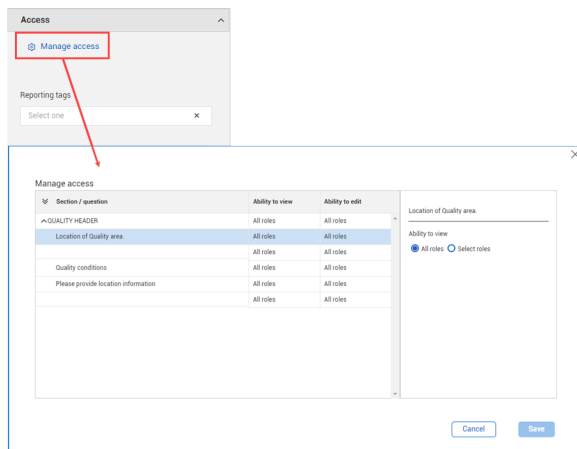 Access
Manage access
Reporting tags
Select one
Manage access
Section / question Ability to view Ability to edit
QUALITY HEADER All roles All roles
Location of Quality area. All roles All roles
All roles All roles
Quality conditions All roles All roles
Please provide location information All roles All roles
All roles All roles
Location of Quality area.
Ability to view
All roles Select roles
Cancel Save